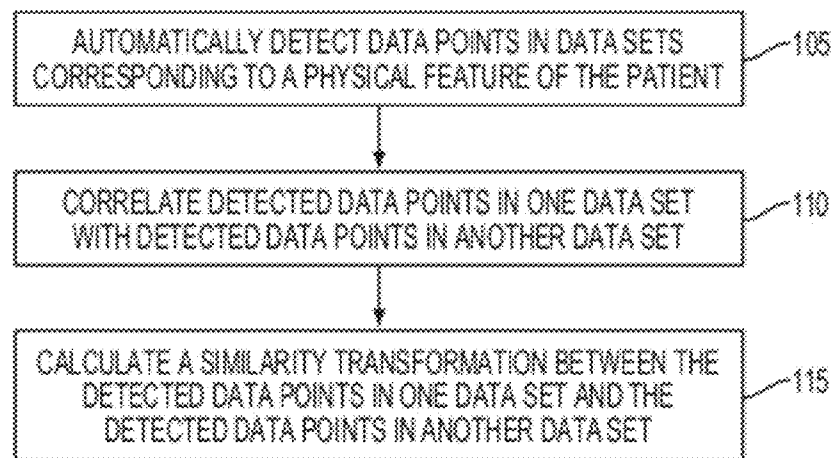 AUTOMATICALLY DETECT DATA POINTS IN DATA SETS
CORRESPONDING TO A PHYSICAL FEATURE OF THE PATIENT
105
CORRELATE DETECTED DATA POINTS IN ONE DATA SET
WITH DETECTED DATA POINTS IN ANOTHER DATA SET
110
CALCULATE A SIMILARITY TRANSFORMATION BETWEEN THE
DETECTED DATA POINTS IN ONE DATA SET AND THE
DETECTED DATA POINTS IN ANOTHER DATA SET
115